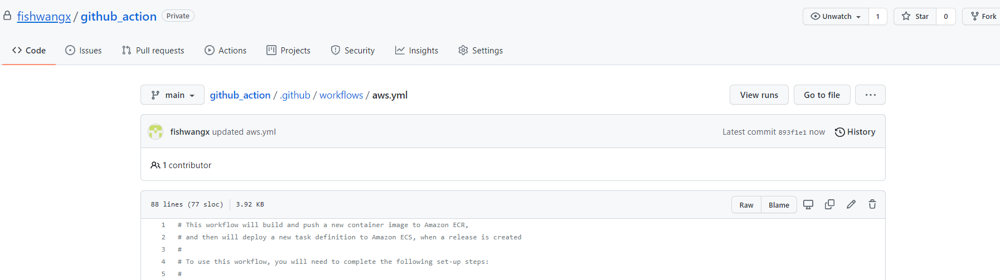 fishwangx / github_action Private
Unwatch 1 Star 0 Fork
Code Issues Pull requests Actions Projects Security Insights Settings
main github_action / .github / workflows / aws.yml View runs Go to file ...
fishwangx updated aws.yml Latest commit 893f1e1 now History
1 contributor
88 lines (77 sloc) 3.92 KB Raw Blame
1 # This workflow will build and push a new container image to Amazon ECR,
2 # and then will deploy a new task definition to Amazon ECS, when a release is created
3 #
4 # To use this workflow, you will need to complete the following set-up steps:
5 #